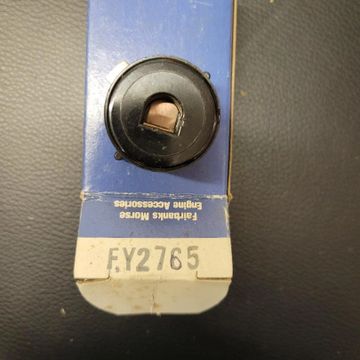 Fairbanks Morse
Engine Accessories
FY2765